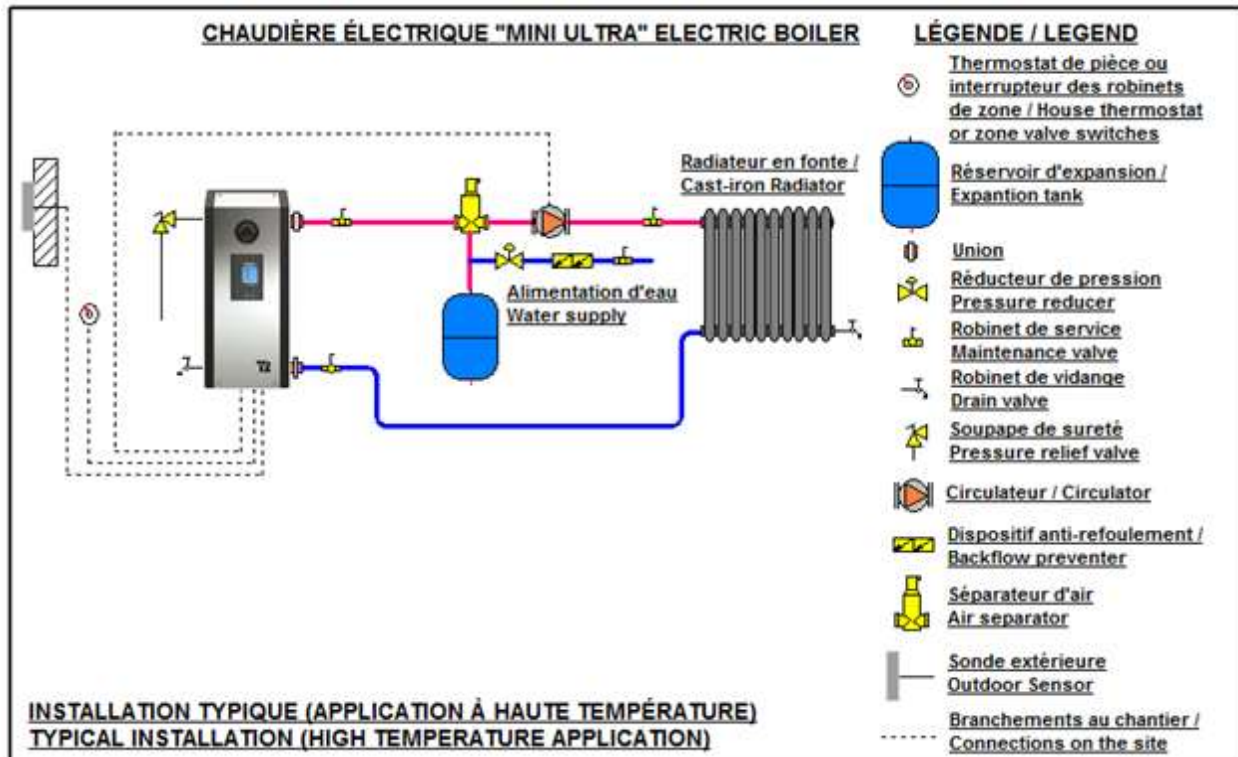 CHAUDIÈRE ÉLECTRIQUE "MINI ULTRA" ELECTRIC BOILER
Radiateur en fonte /
Cast-iron Radiator
Alimentation d'eau
Water supply
INSTALLATION TYPIQUE (APPLICATION À HAUTE TEMPÉRATURE)
TYPICAL INSTALLATION (HIGH TEMPERATURE APPLICATION)
LÉGENDE / LEGEND
Thermostat de pièce ou
interrupteur des robinets
de zone / House thermostat
or zone valve switches
Réservoir d'expansion /
Expantion tank
Union
Réducteur de pression
Pressure reducer
Robinet de service
Maintenance valve
Robinet de vidange
Drain valve
Soupape de sureté
Pressure relief valve
Circulateur / Circulator
Dispositif anti-refoulement /
Backflow preventer
Séparateur d'air
Air separator
Sonde extérieure
Outdoor Sensor
Branchements au chantier /
Connections on the site